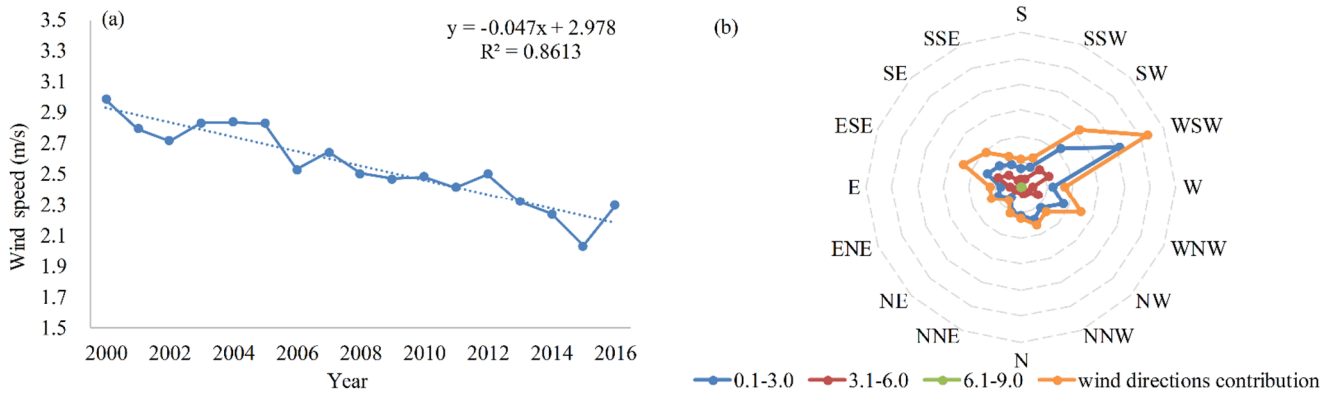 (a)
y = -0.047x + 2.978
R² = 0.8613
Wind speed (m/s)
3.5
3.3
3.1
2.9
2.7
2.5
2.3
2.1
1.9
1.7
1.5
2000 2002 2004 2006 2008 2010 2012 2014 2016
Year
(b)
S
SSW
SW
WSW
W
WNW
NW
NNW
N
NNE
NE
ENE
E
ESE
SE
SSE
0.1-3.0 3.1-6.0 6.1-9.0 wind directions contribution